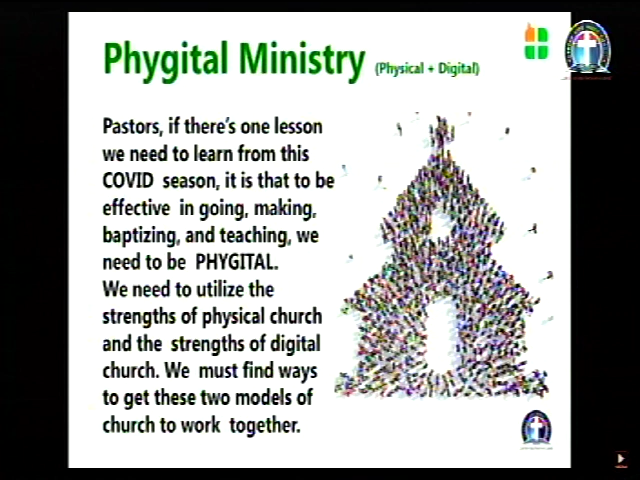 Phygital Ministry (Physical + Digital)
Pastors, if there's one lesson
we need to learn from this
COVID season, it is that to be
effective in going, making,
baptizing, and teaching, we
need to be PHYGITAL.
We need to utilize the
strengths of physical church
and the strengths of digital
church. We must find ways
to get these two models of
church to work together.